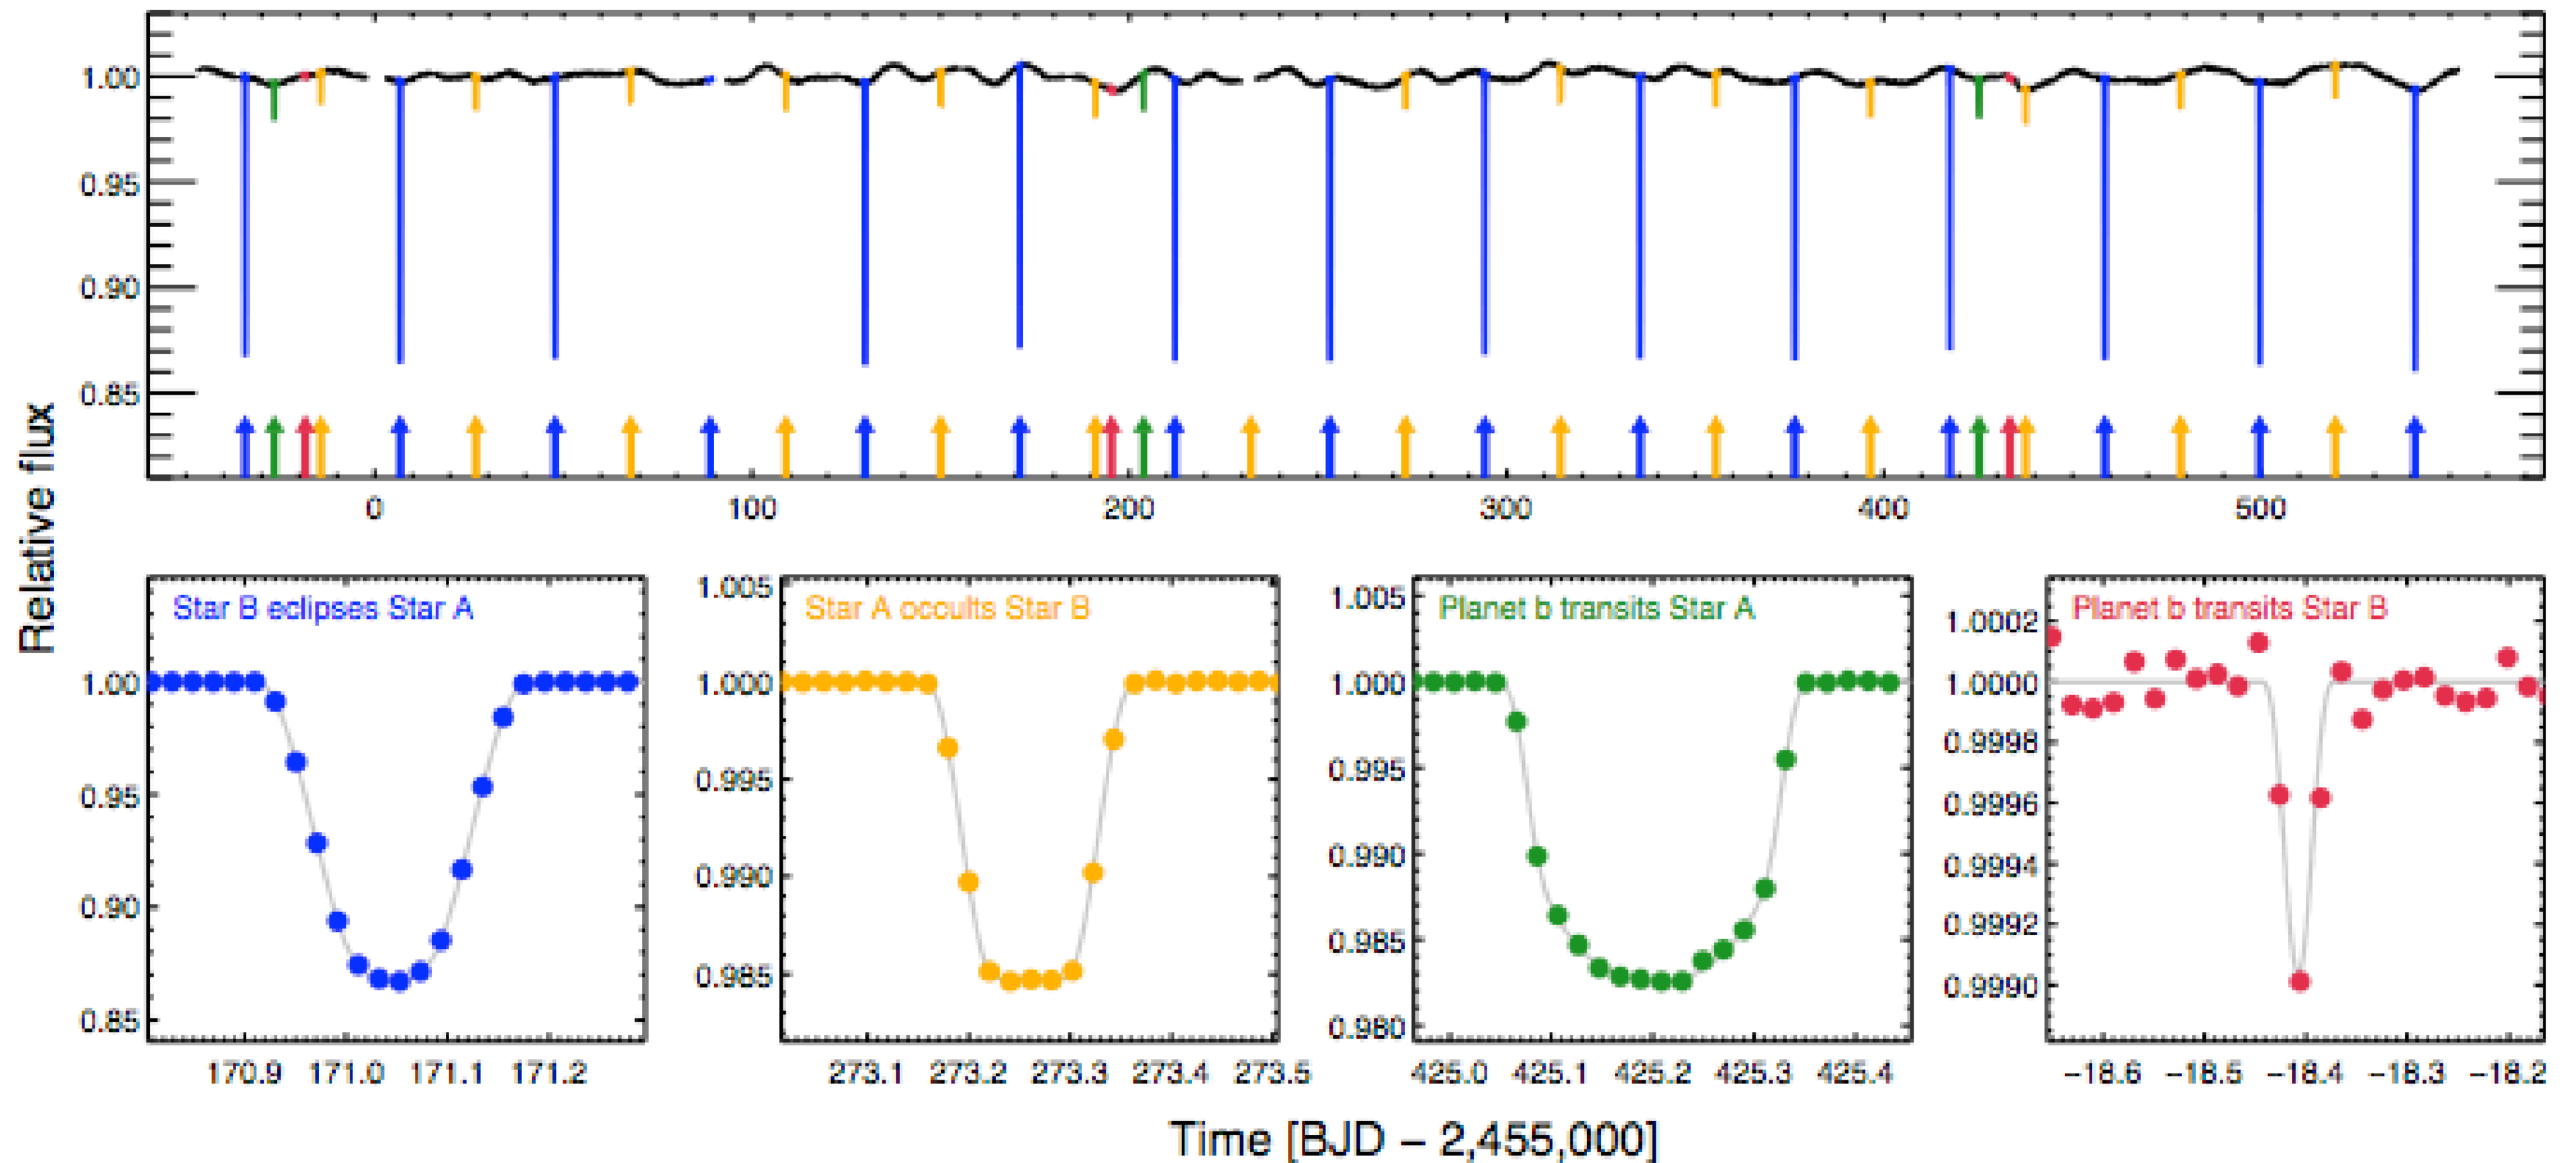 Relative flux
1.00
0.95
0.90
0.85
0 100 200 300 400 500
Star B eclipses Star A
1.00
0.95
0.90
0.85
170.9 171.0 171.1 171.2
Star A occults Star B
1.005
1.000
0.995
0.990
0.985
273.1 273.2 273.3 273.4 273.5
Planet b transits Star A
1.005
1.000
0.995
0.990
0.985
0.980
425.0 425.1 425.2 425.3 425.4
Planet b transits Star B
1.0002
1.0000
0.9998
0.9996
0.9994
0.9992
0.9990
−18.6 −18.5 −18.4 −18.3 −18.2
Time [BJD − 2,455,000]